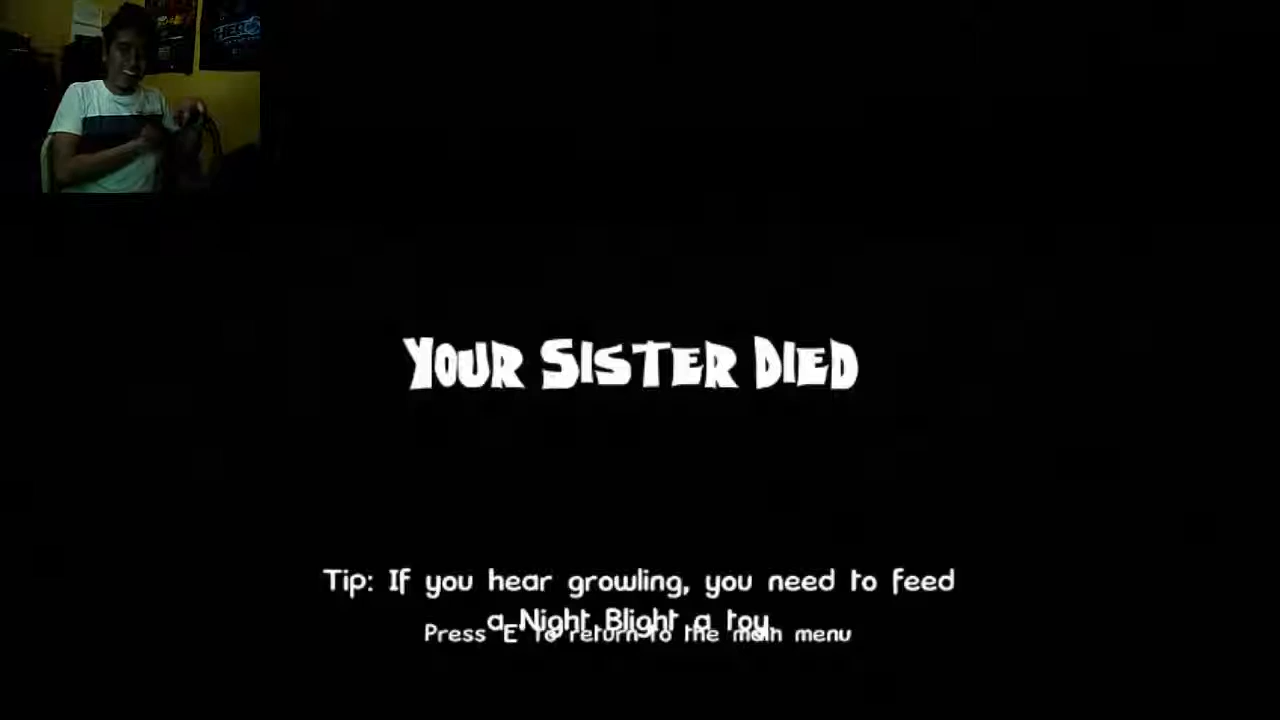 HERO
YOUR SISTER DIED
Tip: If you hear growling, you need to feed
a Night Blight a toy.
Press 'E' to return to the main menu